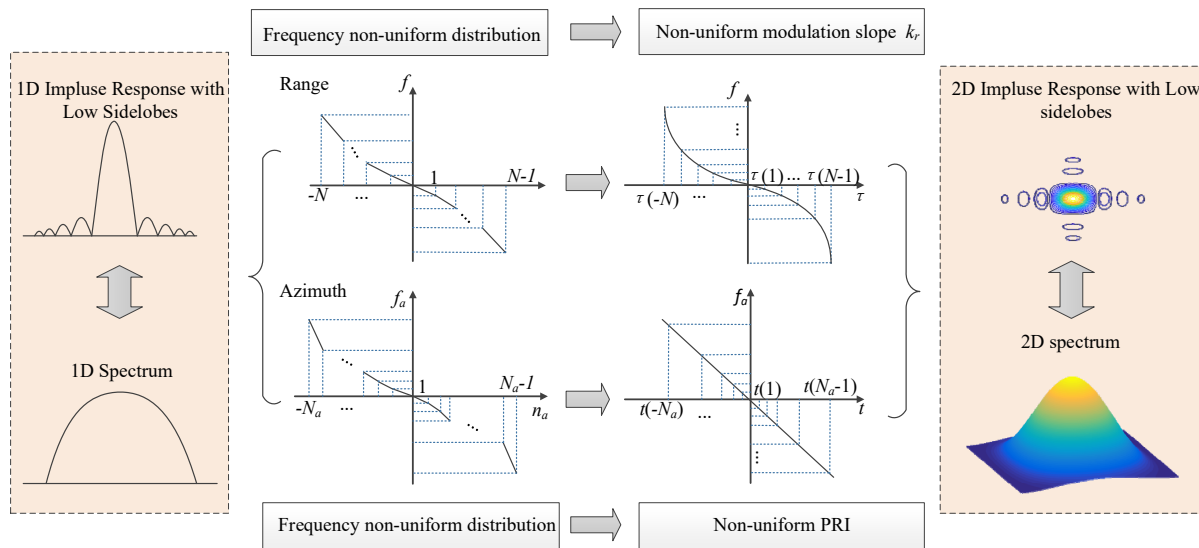 Frequency non-uniform distribution
Non-uniform modulation slope k_r
1D Impluse Response with
Low Sidelobes
1D Spectrum
Range
f
1
N-1
-N
...
...
...
f
...
τ(1)
...
τ(N-1)
τ(-N)
...
τ
...
Azimuth
f_a
1
N_a-1
-N_a
...
n_a
...
...
f_a
t(1)
t(N_a-1)
t(-N_a)
...
t
...
2D Impluse Response with Low
sidelobes
2D spectrum
Frequency non-uniform distribution
Non-uniform PRI